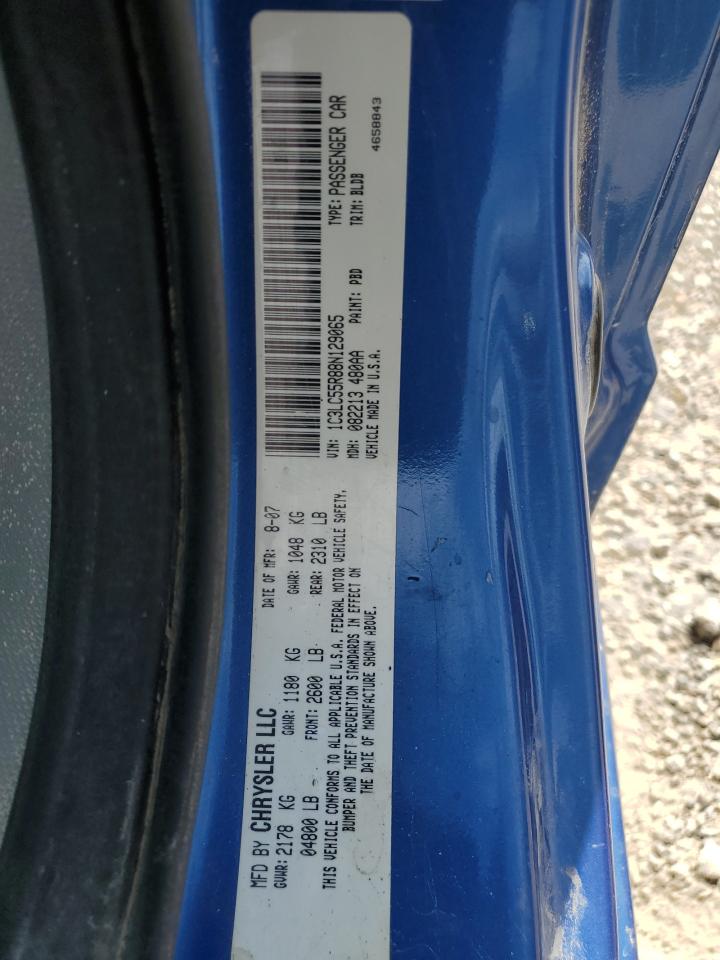 MFD BY CHRYSLER LLC
DATE OF MFR: 8-07
GVWR: 2178 KG
GAWR: 1180 KG
GAWR: 1048 KG
04800 LB
FRONT: 2600 LB
REAR: 2310 LB
THIS VEHICLE CONFORMS TO ALL APPLICABLE U.S.A. FEDERAL MOTOR VEHICLE SAFETY,
BUMPER AND THEFT PREVENTION STANDARDS IN EFFECT ON
THE DATE OF MANUFACTURE SHOWN ABOVE.
VIN: 1C3LC55R88N129065
TYPE: PASSENGER CAR
MDH: 082213 480AA
PAINT: PBD
TRIM: BLDB
VEHICLE MADE IN U.S.A.
4658843